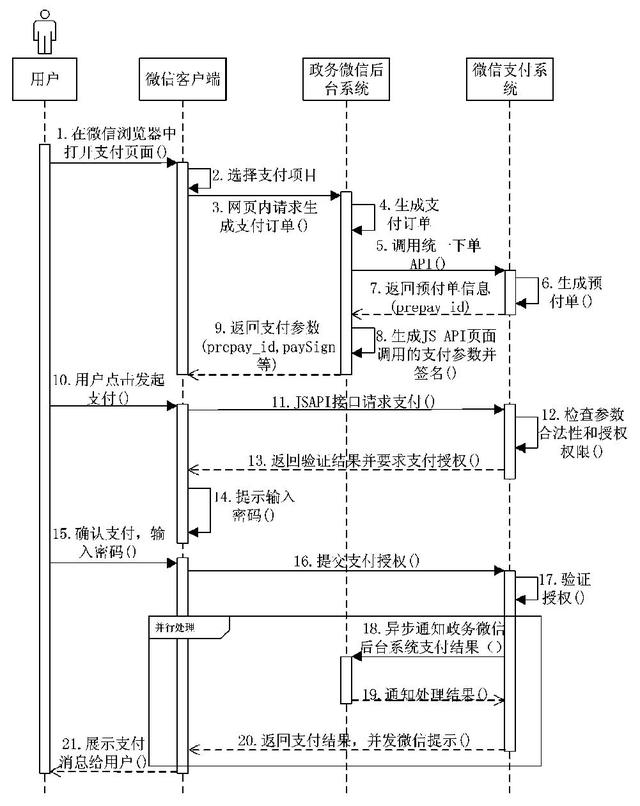 用户
微信客户端
政务微信后
台系统
微信支付系
统
1.在微信浏览器中
打开支付页面()
2.选择支付项目
3.网页内请求生
成支付订单()
4.生成支
付订单
5.调用统一下单
API()
6.生成预
付单()
7.返回预付单信息
(prepay_id)
8.生成JS API页面
调用的支付参数并
签名()
9.返回支付参数
(prcpay_id,paySign
等)
10.用户点击发起
支付()
11.JSAPI接口请求支付()
12.检查参数
合法性和授权
权限()
13.返回验证结果并要求支付授权()
14.提示输入
密码()
15.确认支付，输
入密码()
16.提交支付授权()
17.验证
授权()
并行处理
18.异步通知政务微信
后台系统支付结果（）
19.通知处理结果()
20.返回支付结果，并发微信提示()
21.展示支付
消息给用户()